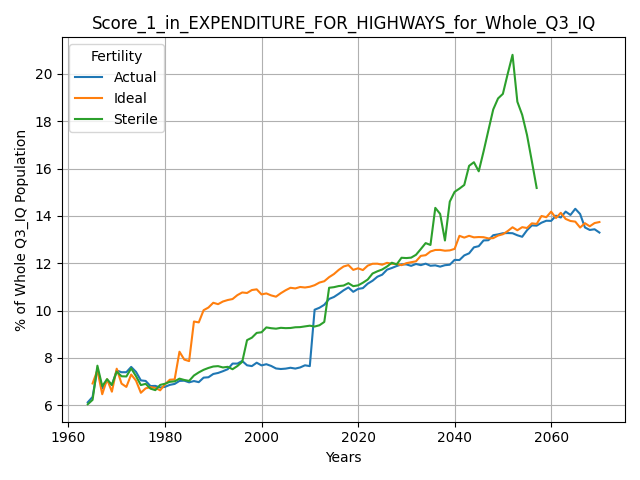 Score_1_in_EXPENDITURE_FOR_HIGHWAYS_for_Whole_Q3_IQ
Fertility
Actual
Ideal
Sterile
% of Whole Q3_IQ Population
20
18
16
14
12
10
8
6
1960
1980
2000
2020
2040
2060
Years